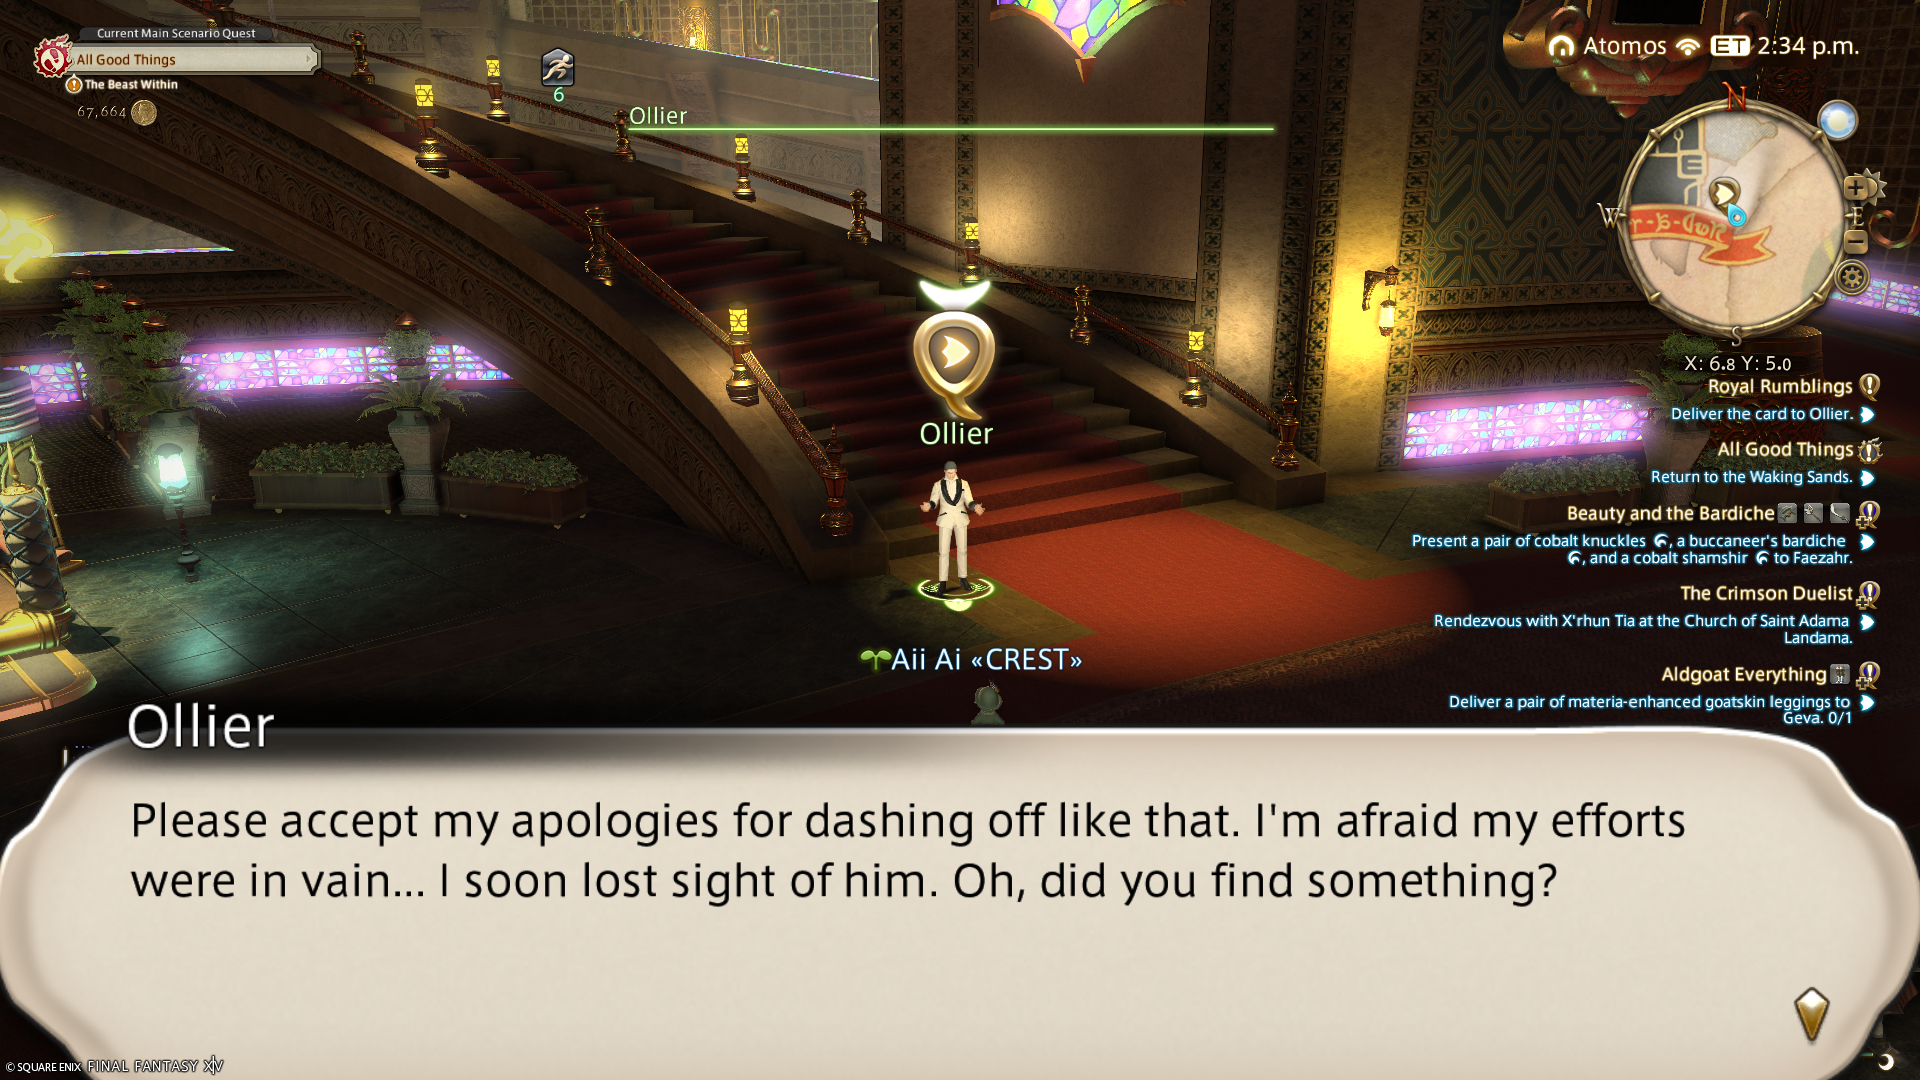 Current Main Scenario Quest
All Good Things
The Beast Within
67,664
6
Ollier
Atomos ET 2:34 p.m.
N
W
E
S
X: 6.8 Y: 5.0
Royal Rumblings
Deliver the card to Ollier.
All Good Things
Return to the Waking Sands.
Beauty and the Bardiche
Present a pair of cobalt knuckles, a buccaneer's bardiche
, and a cobalt shamshir to Faezahr.
The Crimson Duelist
Rendezvous with X'rhun Tia at the Church of Saint Adama
Landama.
Aldgoat Everything
Deliver a pair of materia-enhanced goatskin leggings to
Geva. 0/1
Ollier
Aii Ai «CREST»
Ollier
Please accept my apologies for dashing off like that. I'm afraid my efforts
were in vain... I soon lost sight of him. Oh, did you find something?
© SQUARE ENIX FINAL FANTASY XIV